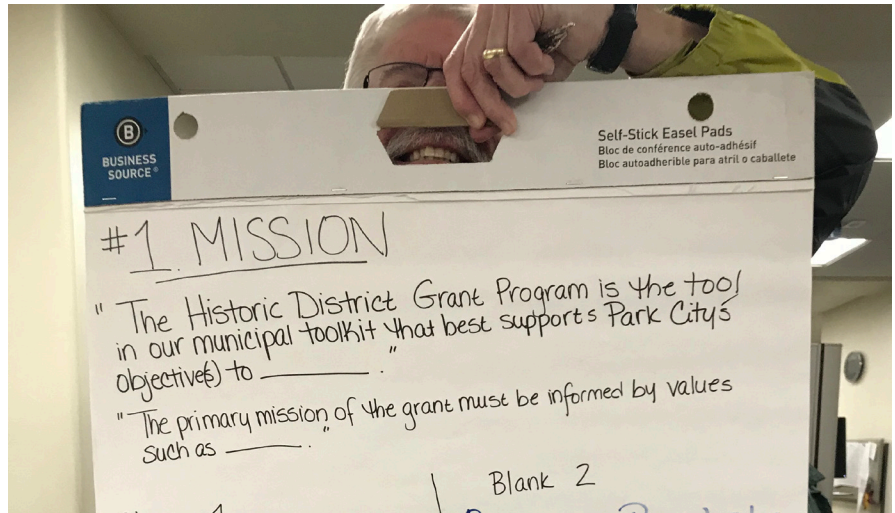 B
BUSINESS
SOURCE®
Self-Stick Easel Pads
Bloc de conférence auto-adhésif
Bloc autoadherible para atril o caballete
#1. MISSION
"The Historic District Grant Program is the tool
in our municipal toolkit that best supports Park City's
objective(s) to ________ ."
"The primary mission of the grant must be informed by values
such as ______ ."
Blank 2